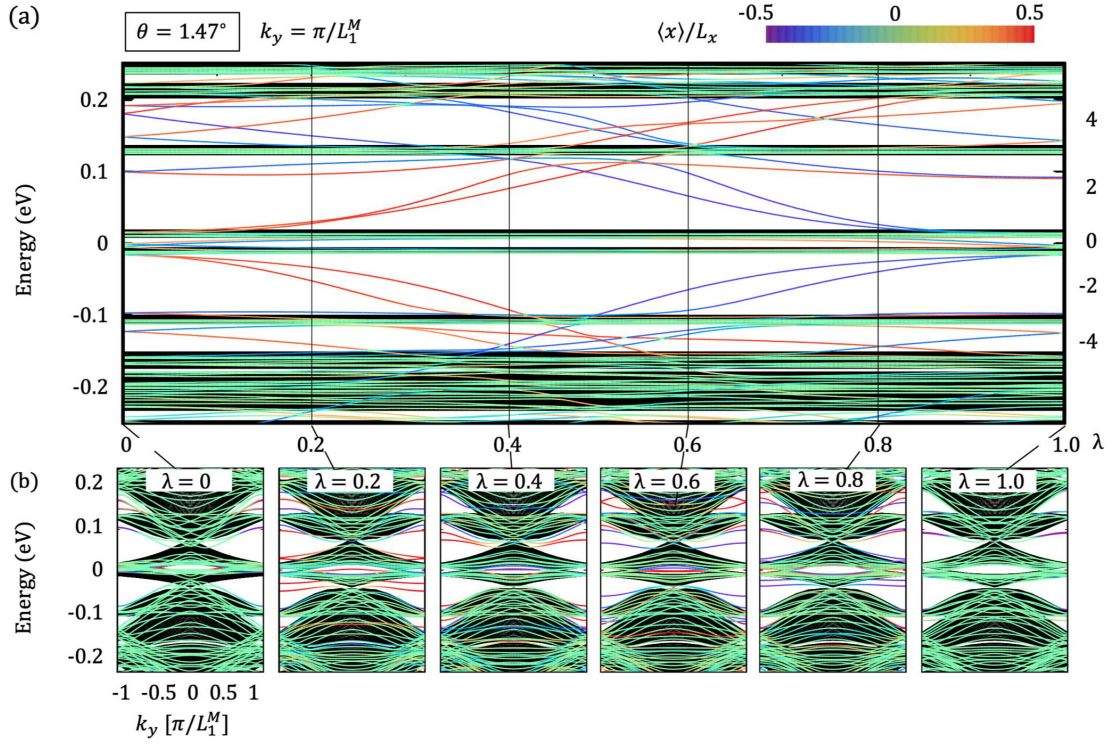 (a)
θ = 1.47°
k_y = π/L_1^M
⟨x⟩/L_x
-0.5
0
0.5
Energy (eV)
0.2
0.1
0
-0.1
-0.2
4
2
0
-2
-4
0
0.2
0.4
0.6
0.8
1.0
λ
(b)
λ = 0
λ = 0.2
λ = 0.4
λ = 0.6
λ = 0.8
λ = 1.0
Energy (eV)
0.2
0.1
0
-0.1
-0.2
-1 -0.5 0 0.5 1
k_y [π/L_1^M]